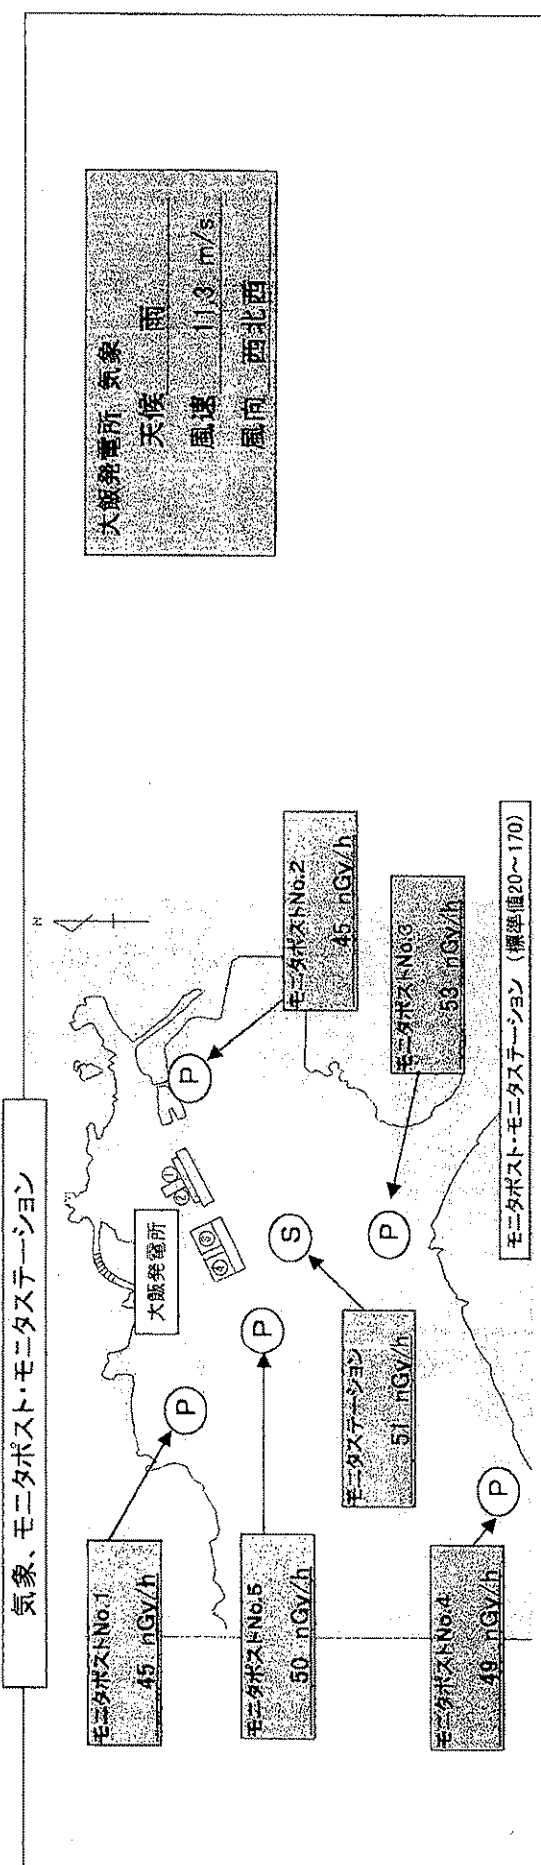 気象、モニタポスト・モニタステーション
大飯発電所 気象
天候 雨
風速 11.3 m/s
風向 西北西
N
モニタポストNo.1
45 nGy/h
モニタポストNo.5
50 nGy/h
モニタポストNo.4
49 nGy/h
モニタステーション
51 nGy/h
モニタポストNo.2
45 nGy/h
モニタポストNo.3
53 nGy/h
大飯発電所
①
②
③
④
P
P
P
S
P
P
モニタポスト・モニタステーション (標準値20~170)